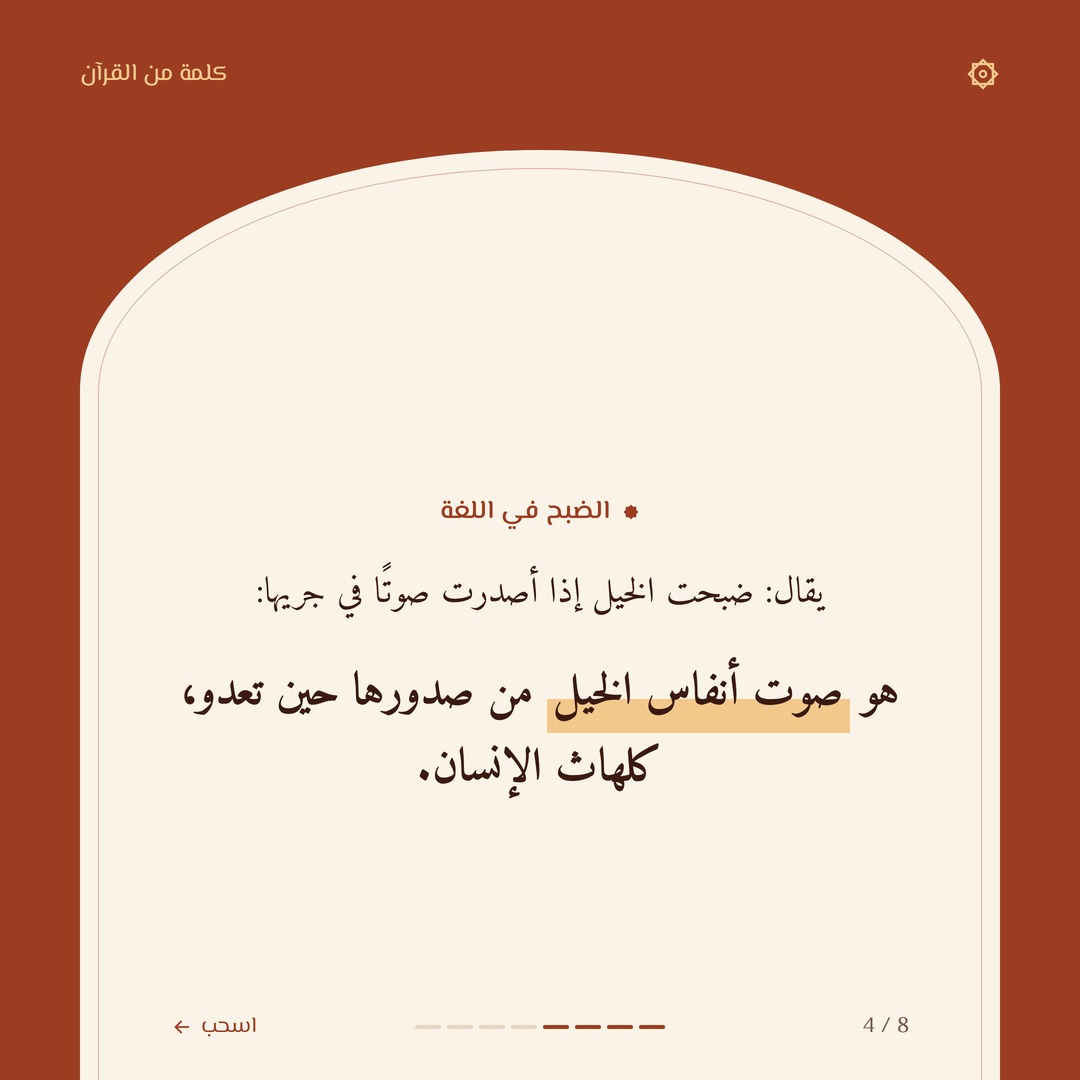 كلمة من القرآن
الضبح في اللغة
يقال: ضبحت الخيل إذا أصدرت صوتًا في جريها:
هو صوت أنفاس الخيل من صدورها حين تعدو،
كلهاث الإنسان.
4 / 8
اسحب ←